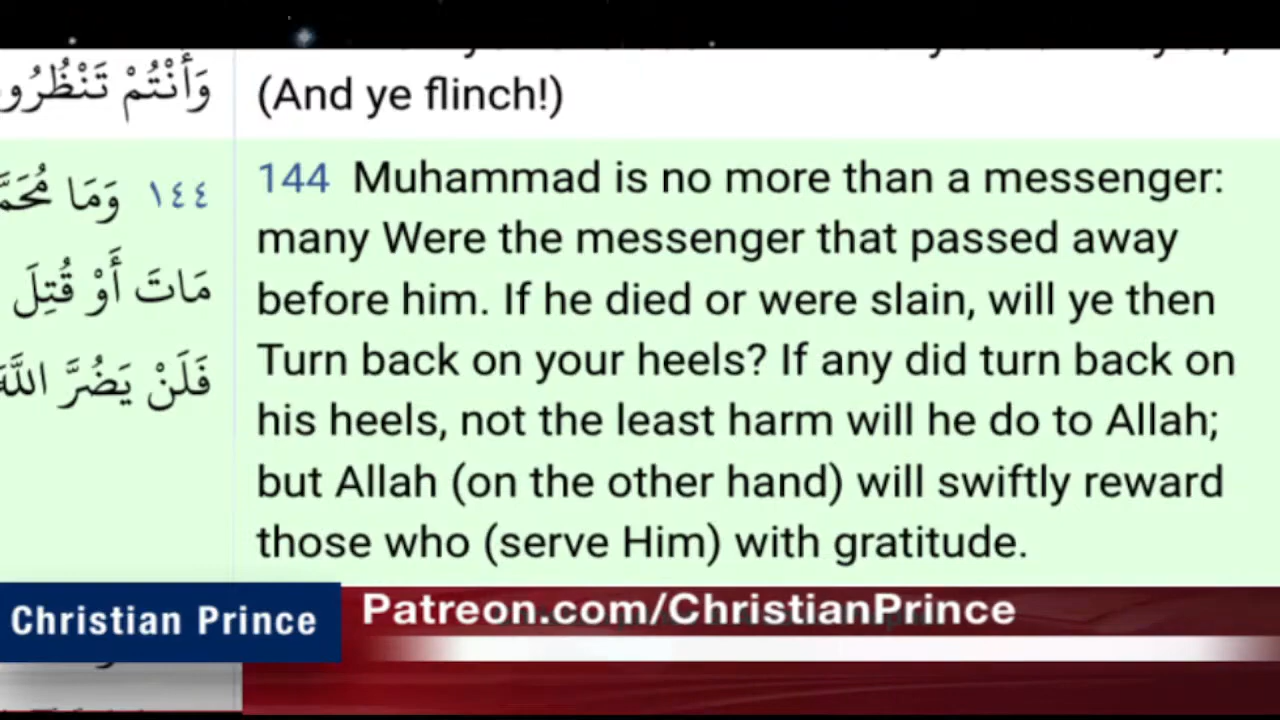 وَأَنْتُمْ
(And ye flinch!)
١٤٤ وَمَا
144 Muhammad is no more than a messenger:
many Were the messenger that passed away
مَاتَ أَوْ قُتِلَ
before him. If he died or were slain, will ye then
فَلَنْ يَضُرَّ اللَّهَ
Turn back on your heels? If any did turn back on
his heels, not the least harm will he do to Allah;
but Allah (on the other hand) will swiftly reward
those who (serve Him) with gratitude.
Christian Prince
Patreon.com/ChristianPrince